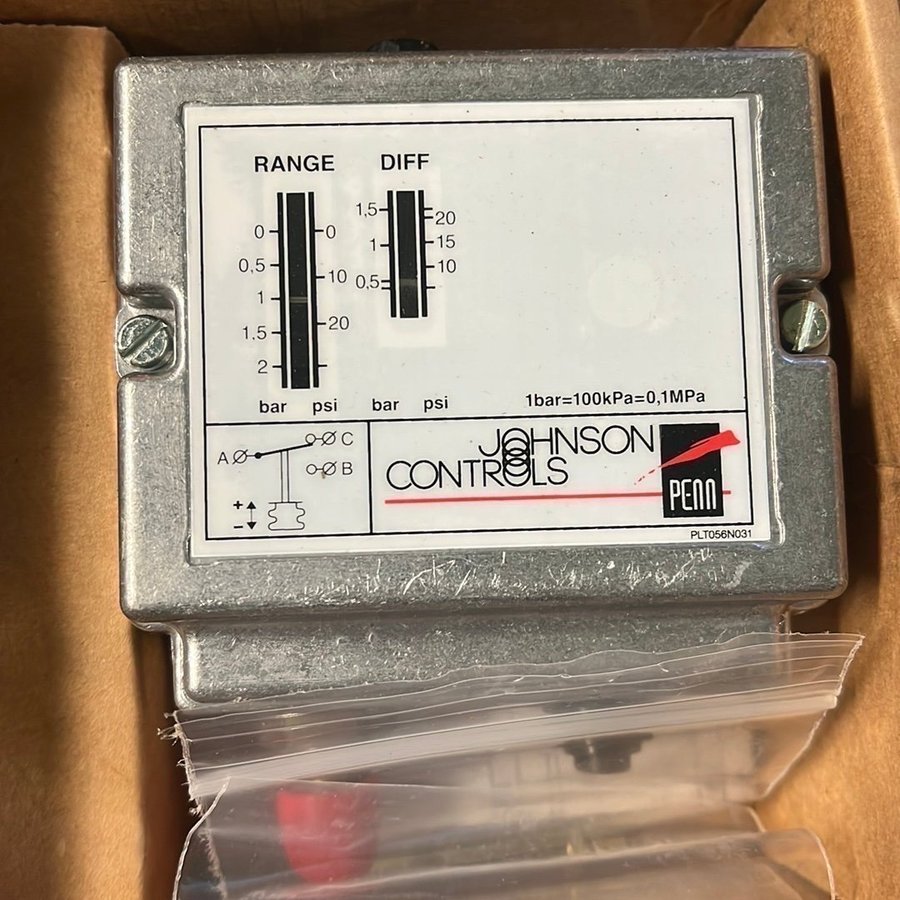 RANGE DIFF
1,5 20
0 0 15
1 10
0,5 10 0,5
1
1,5 20
2
bar psi bar psi 1bar=100kPa=0,1MPa
A C
B
+
−
JOHNSON
CONTROLS
PENN
PLT056N031